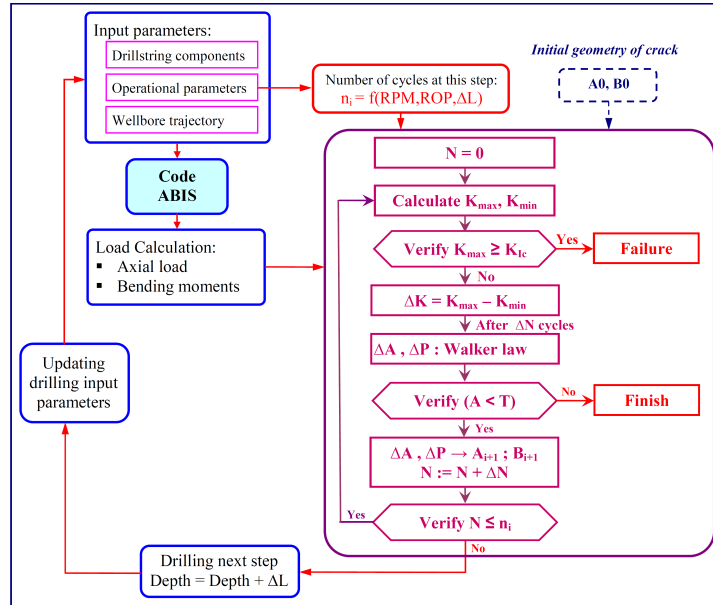 Input parameters:
Drillstring components
Operational parameters
Wellbore trajectory
Number of cycles at this step:
nᵢ = f(RPM,ROP,ΔL)
Initial geometry of crack
A0, B0
Code
ABIS
Load Calculation:
▪ Axial load
▪ Bending moments
Updating
drilling input
parameters
N = 0
Calculate Kmax, Kmin
Verify Kmax ≥ KIc
Yes
Failure
No
ΔK = Kmax – Kmin
After ΔN cycles
ΔA , ΔP : Walker law
Verify (A < T)
No
Finish
Yes
ΔA , ΔP → Ai+1 ; Bi+1
N := N + ΔN
Yes
Verify N ≤ nᵢ
No
Drilling next step
Depth = Depth + ΔL